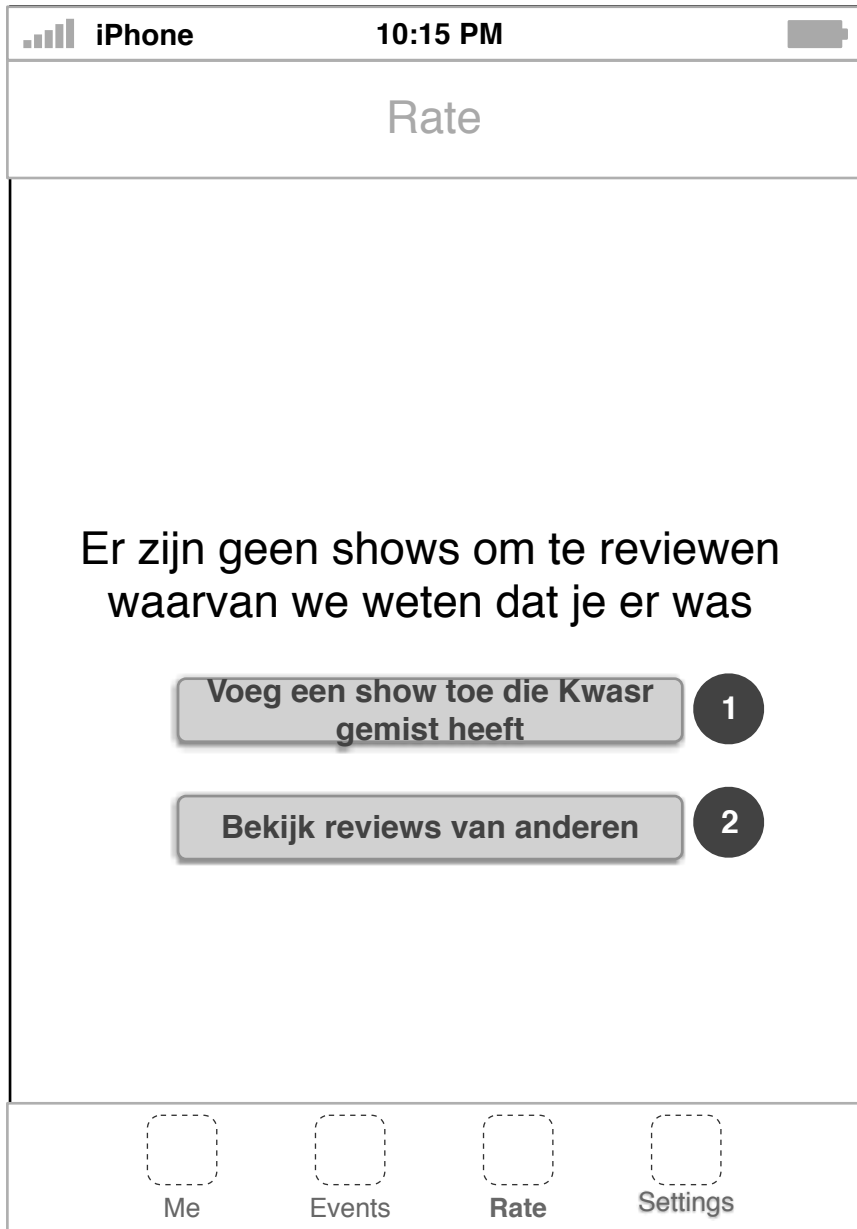 iPhone 10:15 PM
Rate
Er zijn geen shows om te reviewen
waarvan we weten dat je er was
Voeg een show toe die Kwasr
gemist heeft
1
Bekijk reviews van anderen
2
Me Events Rate Settings